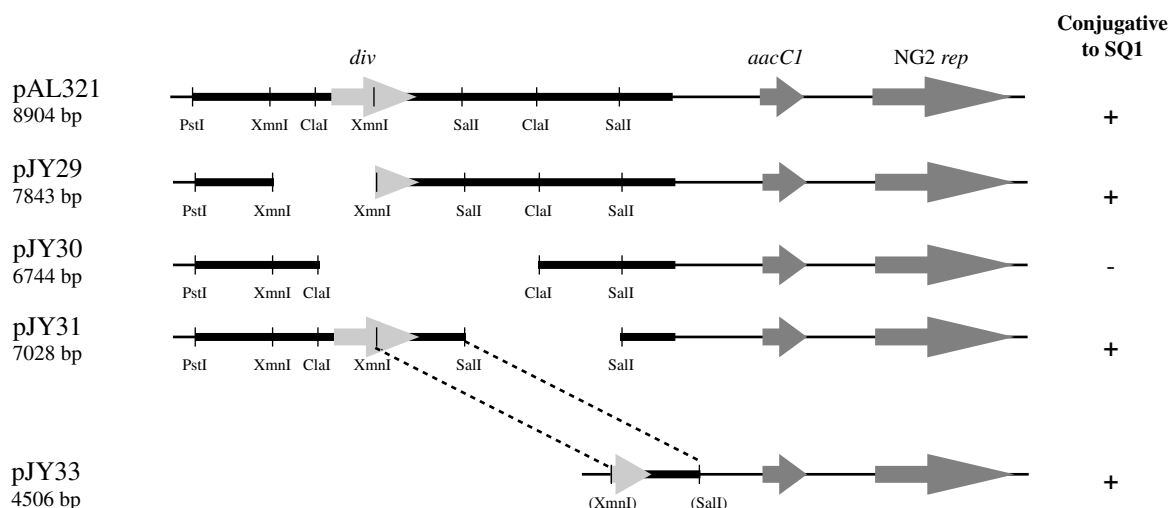 Conjugative
to SQ1
div aacC1 NG2 rep
pAL321
8904 bp
+
PstI XmnI ClaI XmnI SalI ClaI SalI
pJY29
7843 bp
+
PstI XmnI XmnI SalI ClaI SalI
pJY30
6744 bp
-
PstI XmnI ClaI ClaI SalI
pJY31
7028 bp
+
PstI XmnI ClaI XmnI SalI SalI
pJY33
4506 bp
+
(XmnI) (SalI)